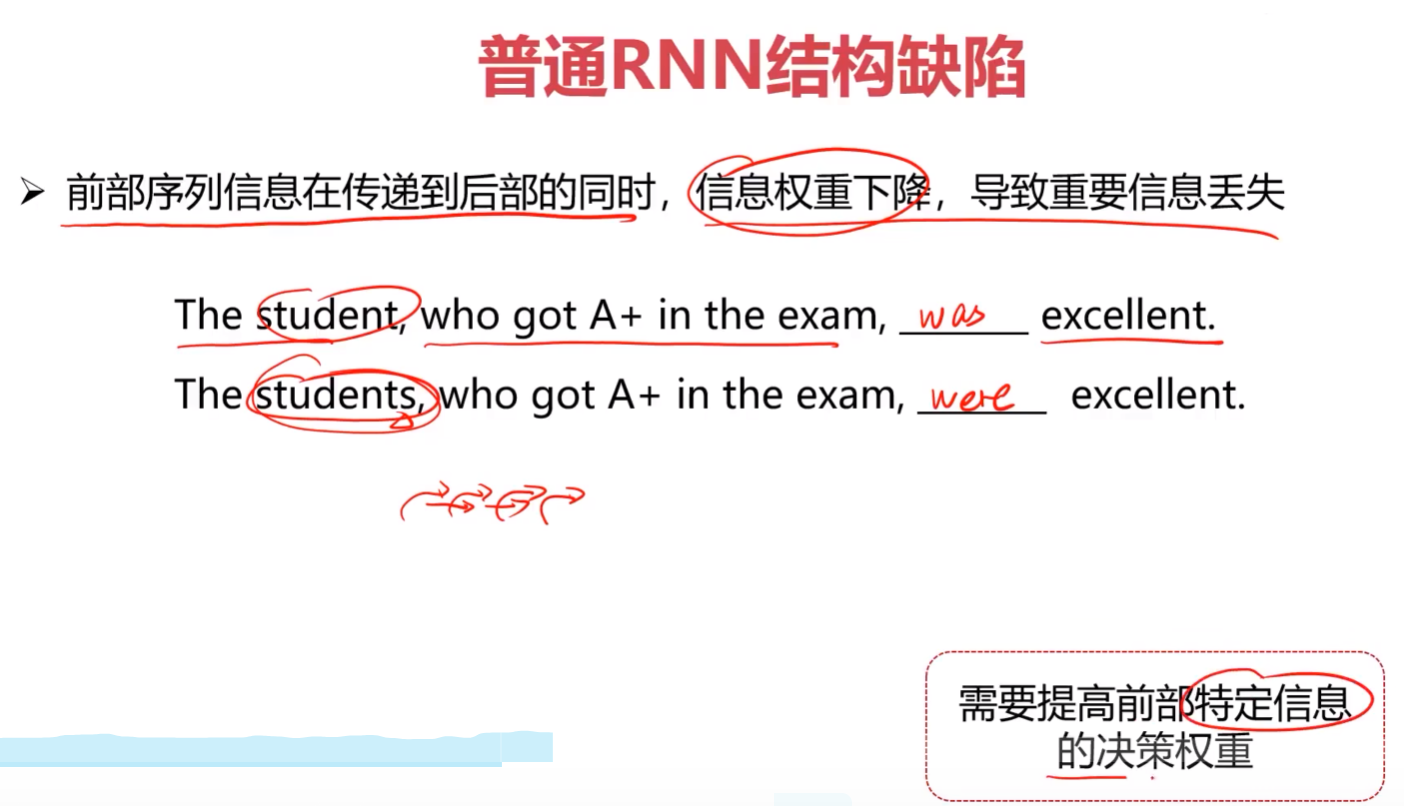 普通RNN结构缺陷
➢ 前部序列信息在传递到后部的同时，信息权重下降，导致重要信息丢失
The student, who got A+ in the exam, was excellent.
The students, who got A+ in the exam, were excellent.
需要提高前部特定信息
的决策权重